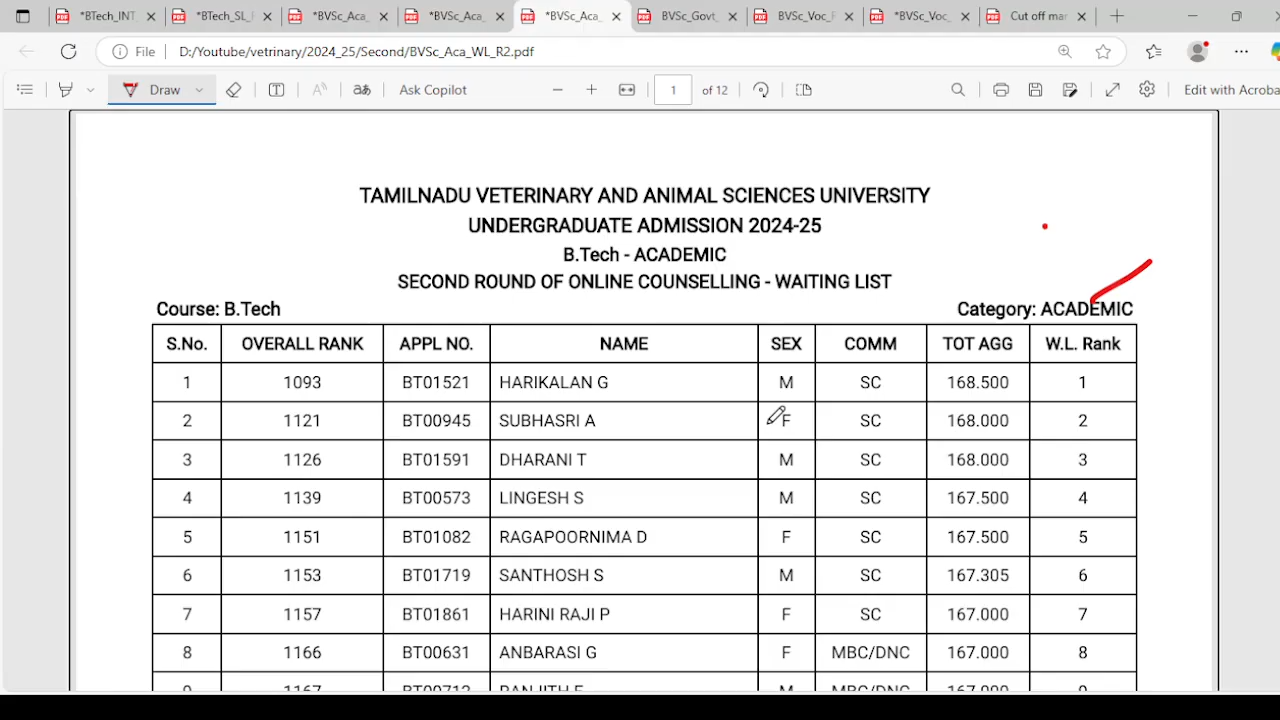 *BTech_INT_
*BTech_SL_F
*BVSc_Aca_
*BVSc_Aca_
*BVSc_Aca_
BVSc_Govt_
BVSc_Voc_F
*BVSc_Voc_
Cut off mar
File D:/Youtube/vetrinary/2024_25/Second/BVSc_Aca_WL_R2.pdf
Draw Ask Copilot 1 of 12 Edit with Acroba
TAMILNADU VETERINARY AND ANIMAL SCIENCES UNIVERSITY
UNDERGRADUATE ADMISSION 2024-25
B.Tech - ACADEMIC
SECOND ROUND OF ONLINE COUNSELLING - WAITING LIST
Course: B.Tech Category: ACADEMIC
S.No. OVERALL RANK APPL NO. NAME SEX COMM TOT AGG W.L. Rank
1 1093 BT01521 HARIKALAN G M SC 168.500 1
2 1121 BT00945 SUBHASRI A F SC 168.000 2
3 1126 BT01591 DHARANI T M SC 168.000 3
4 1139 BT00573 LINGESH S M SC 167.500 4
5 1151 BT01082 RAGAPOORNIMA D F SC 167.500 5
6 1153 BT01719 SANTHOSH S M SC 167.305 6
7 1157 BT01861 HARINI RAJI P F SC 167.000 7
8 1166 BT00631 ANBARASI G F MBC/DNC 167.000 8